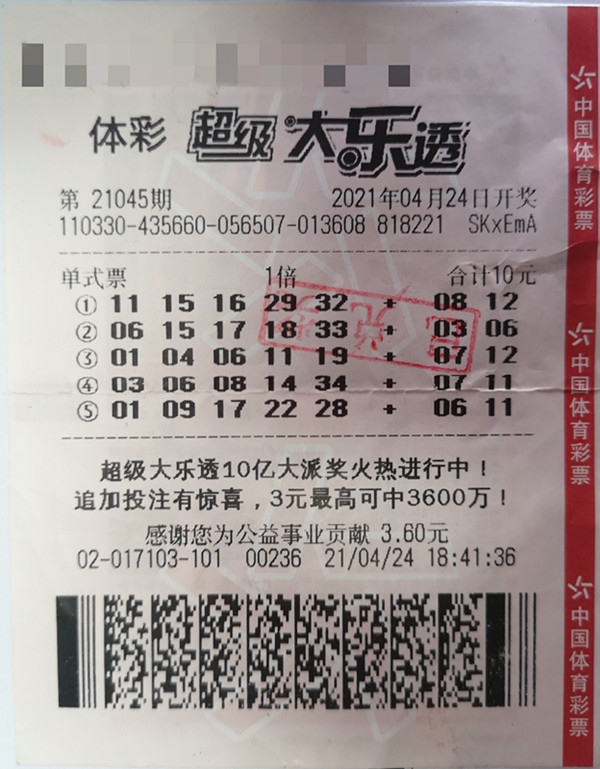 体彩 超级大乐透
第 21045期 2021年04月24日开奖
110330-435660-056507-013608 818221 SKxEmA
单式票 1倍 合计10元
① 11 15 16 29 32 + 08 12
② 06 15 17 18 33 + 03 06
③ 01 04 06 11 19 + 07 12
④ 03 06 08 14 34 + 07 11
⑤ 01 09 17 22 28 + 06 11
超级大乐透10亿大派奖火热进行中！
追加投注有惊喜，3元最高可中3600万！
感谢您为公益事业贡献 3.60元
02-017103-101 00236 21/04/24 18:41:36
中国体育彩票
中国体育彩票
中国体育彩票